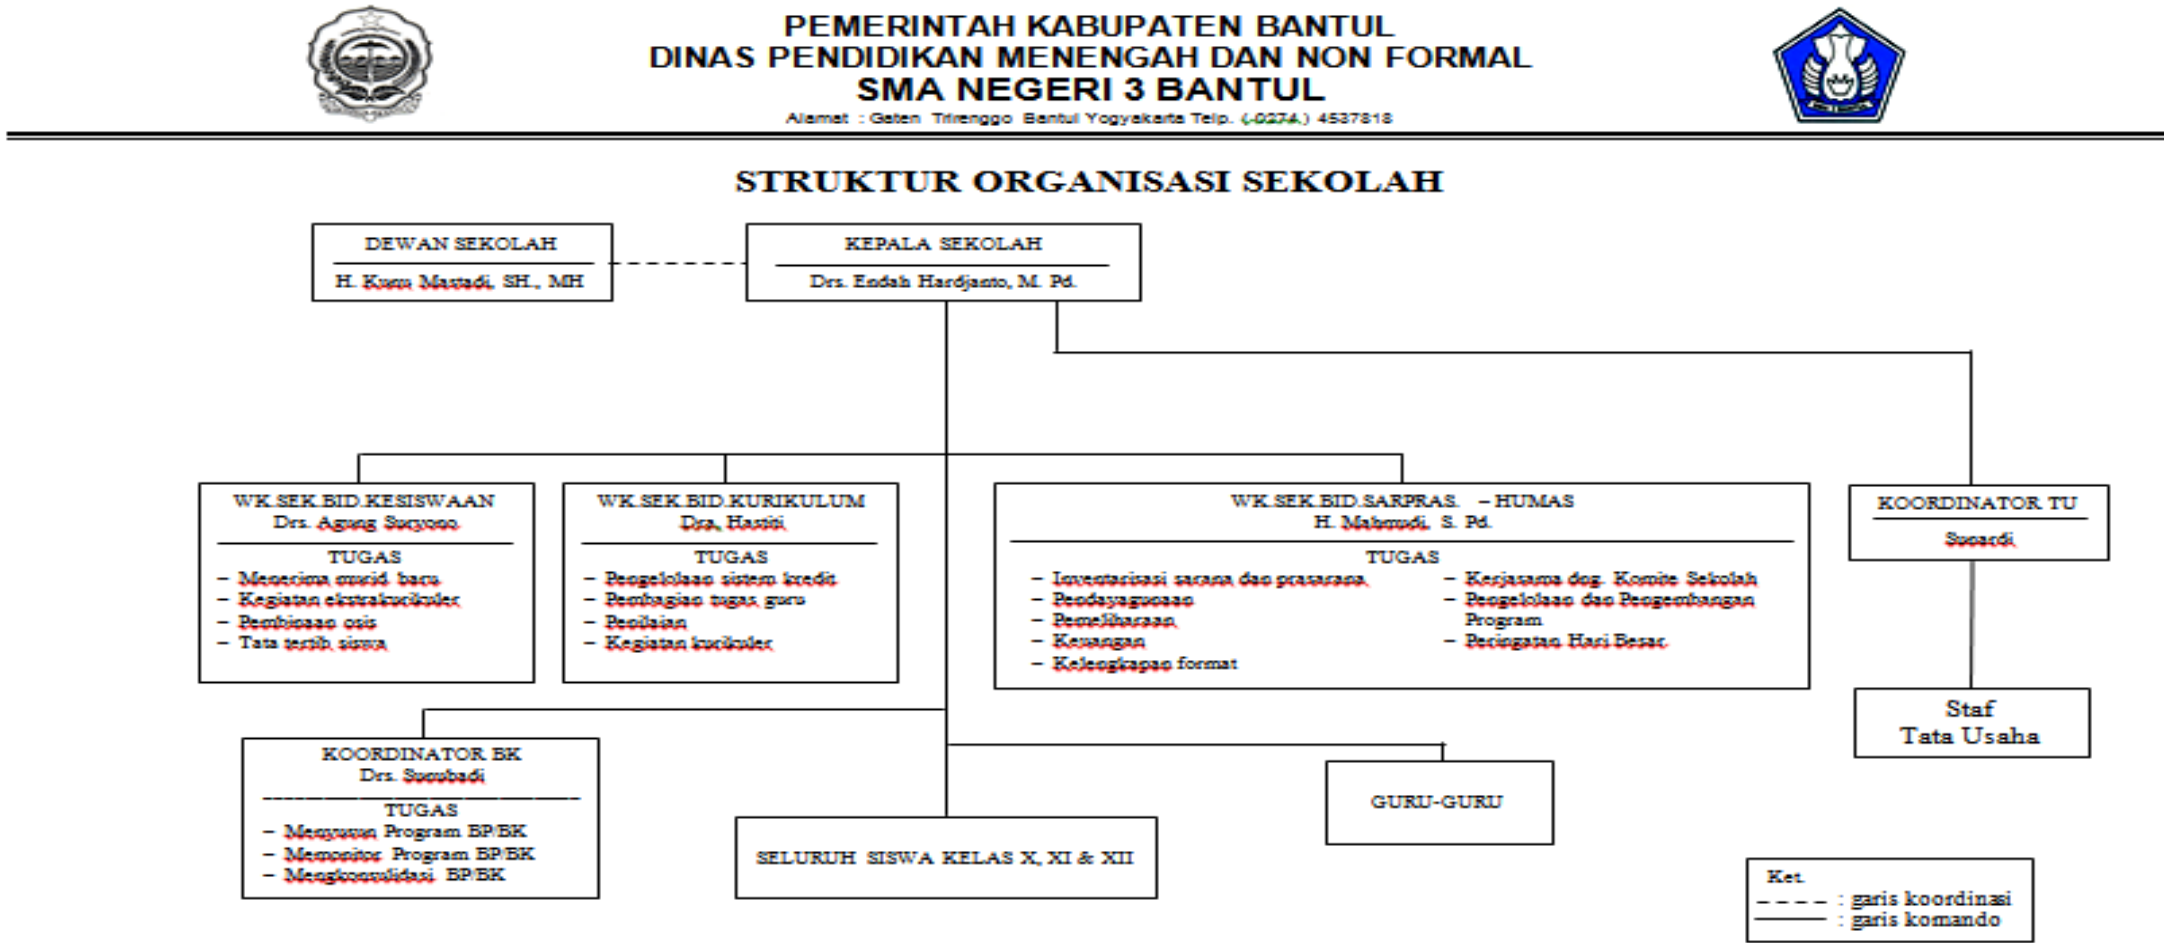 PEMERINTAH KABUPATEN BANTUL
DINAS PENDIDIKAN MENENGAH DAN NON FORMAL
SMA NEGERI 3 BANTUL
Alamat : Gaten Trirenggo Bantul Yogyakarta Telp. ( 0274 ) 4537818
STRUKTUR ORGANISASI SEKOLAH
DEWAN SEKOLAH
H. Mastadi, SH., MH
KEPALA SEKOLAH
Drs. Endah Hardjanto, M. Pd.
WK.SEK.BID.KESISWAAN
Drs. Agung Suryono
TUGAS
– Menerima murid baru
– Kegiatan ekstrakurikuler
– Pembinaan osis
– Tata tertib siswa
WK.SEK.BID.KURIKULUM
Dra. Hastiti
TUGAS
– Pengelolaan sistem kredit
– Pembagian tugas guru
– Penilaian
– Kegiatan kurikuler
WK.SEK.BID.SARPRAS. – HUMAS
H. Mahmudi, S. Pd.
TUGAS
– Inventarisasi sarana dan prasarana
– Pendayagunaan
– Pemeliharaan
– Keuangan
– Kelengkapan format
– Kerjasama dng. Komite Sekolah
– Pengelolaan dan Pengembangan
Program
– Peringatan Hari Besar
KOORDINATOR TU
Staf
Tata Usaha
KOORDINATOR BK
Drs.
TUGAS
– Menyusun Program BP/BK
– Memonitor Program BP/BK
– Mengkonsulidasi BP/BK
SELURUH SISWA KELAS X, XI & XII
GURU-GURU
Ket.
: garis koordinasi
: garis komando